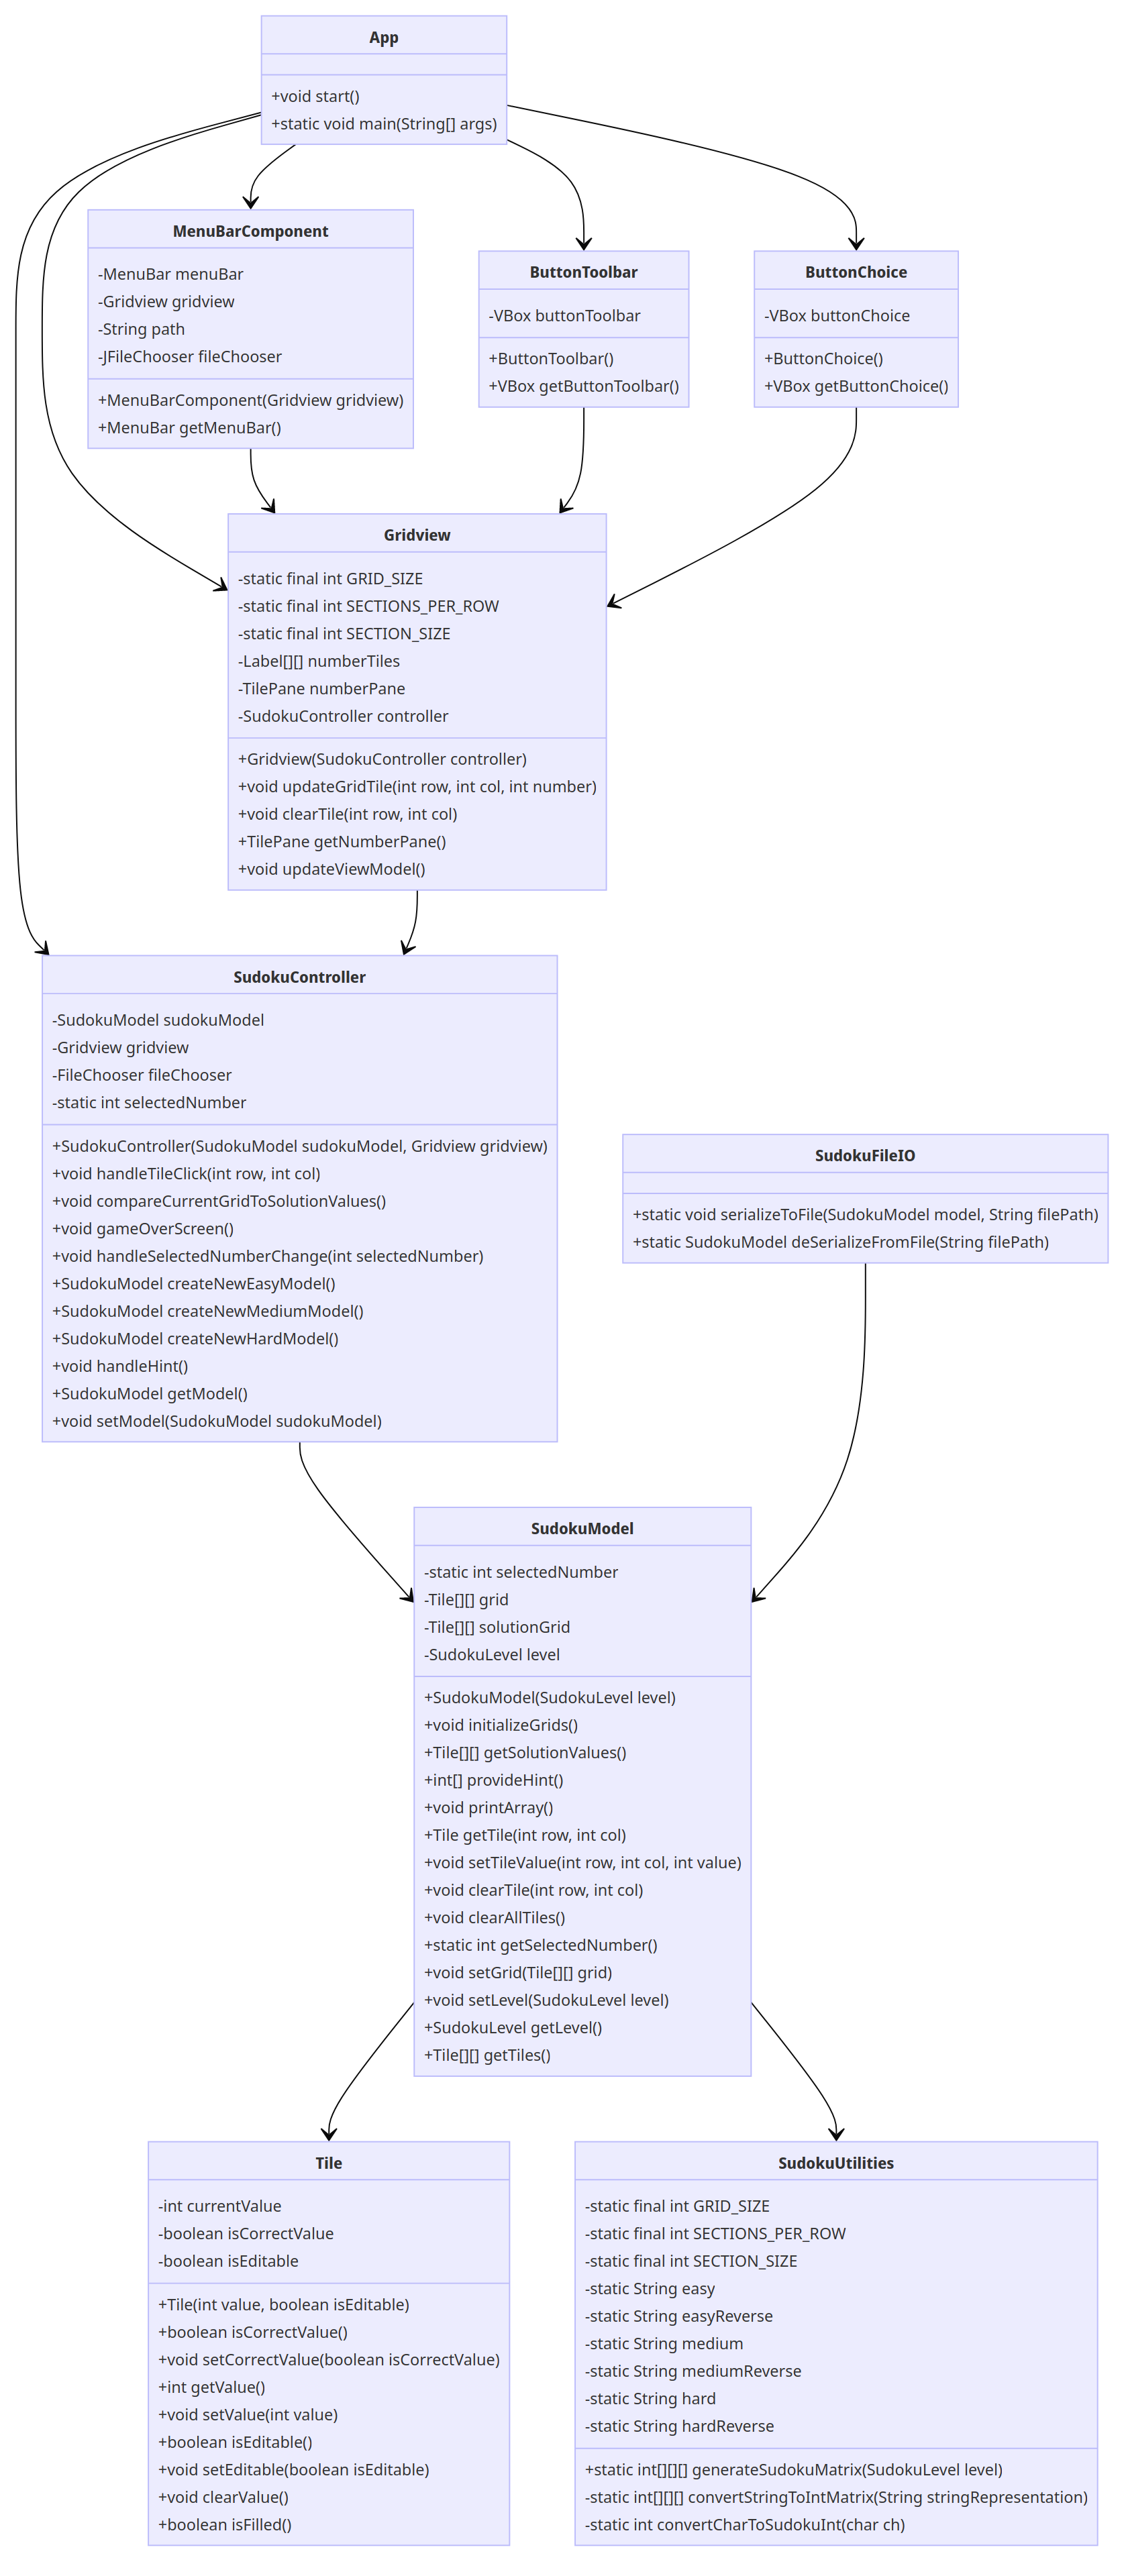 App
+void start()
+static void main(String[] args)
MenuBarComponent
-MenuBar menuBar
-Gridview gridview
-String path
-JFileChooser fileChooser
+MenuBarComponent(Gridview gridview)
+MenuBar getMenuBar()
ButtonToolbar
-VBox buttonToolbar
+ButtonToolbar()
+VBox getButtonToolbar()
ButtonChoice
-VBox buttonChoice
+ButtonChoice()
+VBox getButtonChoice()
Gridview
-static final int GRID_SIZE
-static final int SECTIONS_PER_ROW
-static final int SECTION_SIZE
-Label[][] numberTiles
-TilePane numberPane
-SudokuController controller
+Gridview(SudokuController controller)
+void updateGridTile(int row, int col, int number)
+void clearTile(int row, int col)
+TilePane getNumberPane()
+void updateViewModel()
SudokuController
-SudokuModel sudokuModel
-Gridview gridview
-FileChooser fileChooser
-static int selectedNumber
+SudokuController(SudokuModel sudokuModel, Gridview gridview)
+void handleTileClick(int row, int col)
+void compareCurrentGridToSolutionValues()
+void gameOverScreen()
+void handleSelectedNumberChange(int selectedNumber)
+SudokuModel createNewEasyModel()
+SudokuModel createNewMediumModel()
+SudokuModel createNewHardModel()
+void handleHint()
+SudokuModel getModel()
+void setModel(SudokuModel sudokuModel)
SudokuFileIO
+static void serializeToFile(SudokuModel model, String filePath)
+static SudokuModel deSerializeFromFile(String filePath)
SudokuModel
-static int selectedNumber
-Tile[][] grid
-Tile[][] solutionGrid
-SudokuLevel level
+SudokuModel(SudokuLevel level)
+void initializeGrids()
+Tile[][] getSolutionValues()
+int[] provideHint()
+void printArray()
+Tile getTile(int row, int col)
+void setTileValue(int row, int col, int value)
+void clearTile(int row, int col)
+void clearAllTiles()
+static int getSelectedNumber()
+void setGrid(Tile[][] grid)
+void setLevel(SudokuLevel level)
+SudokuLevel getLevel()
+Tile[][] getTiles()
Tile
-int currentValue
-boolean isCorrectValue
-boolean isEditable
+Tile(int value, boolean isEditable)
+boolean isCorrectValue()
+void setCorrectValue(boolean isCorrectValue)
+int getValue()
+void setValue(int value)
+boolean isEditable()
+void setEditable(boolean isEditable)
+void clearValue()
+boolean isFilled()
SudokuUtilities
-static final int GRID_SIZE
-static final int SECTIONS_PER_ROW
-static final int SECTION_SIZE
-static String easy
-static String easyReverse
-static String medium
-static String mediumReverse
-static String hard
-static String hardReverse
+static int[][][] generateSudokuMatrix(SudokuLevel level)
-static int[][][] convertStringToIntMatrix(String stringRepresentation)
-static int convertCharToSudokuInt(char ch)